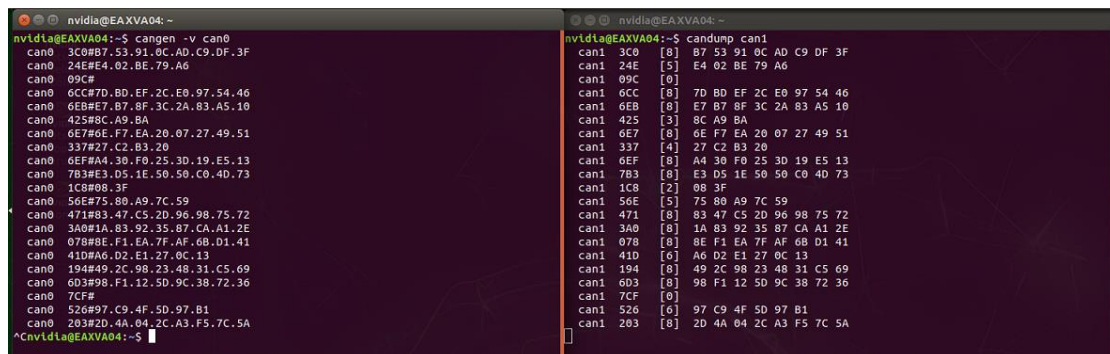 nvidia@EAXVA04: ~
nvidia@EAXVA04:~$ cangen -v can0
can0 3C0#B7.53.91.0C.AD.C9.DF.3F
can0 24E#E4.02.BE.79.A6
can0 09C#
can0 6CC#7D.BD.EF.2C.E0.97.54.46
can0 6EB#E7.B7.8F.3C.2A.83.A5.10
can0 425#8C.A9.BA
can0 6E7#6E.F7.EA.20.07.27.49.51
can0 337#27.C2.B3.20
can0 6EF#A4.30.F0.25.3D.19.E5.13
can0 7B3#E3.D5.1E.50.50.C0.4D.73
can0 1C8#08.3F
can0 56E#75.80.A9.7C.59
can0 471#83.47.C5.2D.96.98.75.72
can0 3A0#1A.83.92.35.87.CA.A1.2E
can0 078#8E.F1.EA.7F.AF.6B.D1.41
can0 41D#A6.D2.E1.27.0C.13
can0 194#49.2C.98.23.48.31.C5.69
can0 6D3#98.F1.12.5D.9C.38.72.36
can0 7CF#
can0 526#97.C9.4F.5D.97.B1
can0 203#2D.4A.04.2C.A3.F5.7C.5A
^Cnvidia@EAXVA04:~$
nvidia@EAXVA04: ~
nvidia@EAXVA04:~$ candump can1
can1 3C0 [8] B7 53 91 0C AD C9 DF 3F
can1 24E [5] E4 02 BE 79 A6
can1 09C [0]
can1 6CC [8] 7D BD EF 2C E0 97 54 46
can1 6EB [8] E7 B7 8F 3C 2A 83 A5 10
can1 425 [3] 8C A9 BA
can1 6E7 [8] 6E F7 EA 20 07 27 49 51
can1 337 [4] 27 C2 B3 20
can1 6EF [8] A4 30 F0 25 3D 19 E5 13
can1 7B3 [8] E3 D5 1E 50 50 C0 4D 73
can1 1C8 [2] 08 3F
can1 56E [5] 75 80 A9 7C 59
can1 471 [8] 83 47 C5 2D 96 98 75 72
can1 3A0 [8] 1A 83 92 35 87 CA A1 2E
can1 078 [8] 8E F1 EA 7F AF 6B D1 41
can1 41D [6] A6 D2 E1 27 0C 13
can1 194 [8] 49 2C 98 23 48 31 C5 69
can1 6D3 [8] 98 F1 12 5D 9C 38 72 36
can1 7CF [0]
can1 526 [6] 97 C9 4F 5D 97 B1
can1 203 [8] 2D 4A 04 2C A3 F5 7C 5A